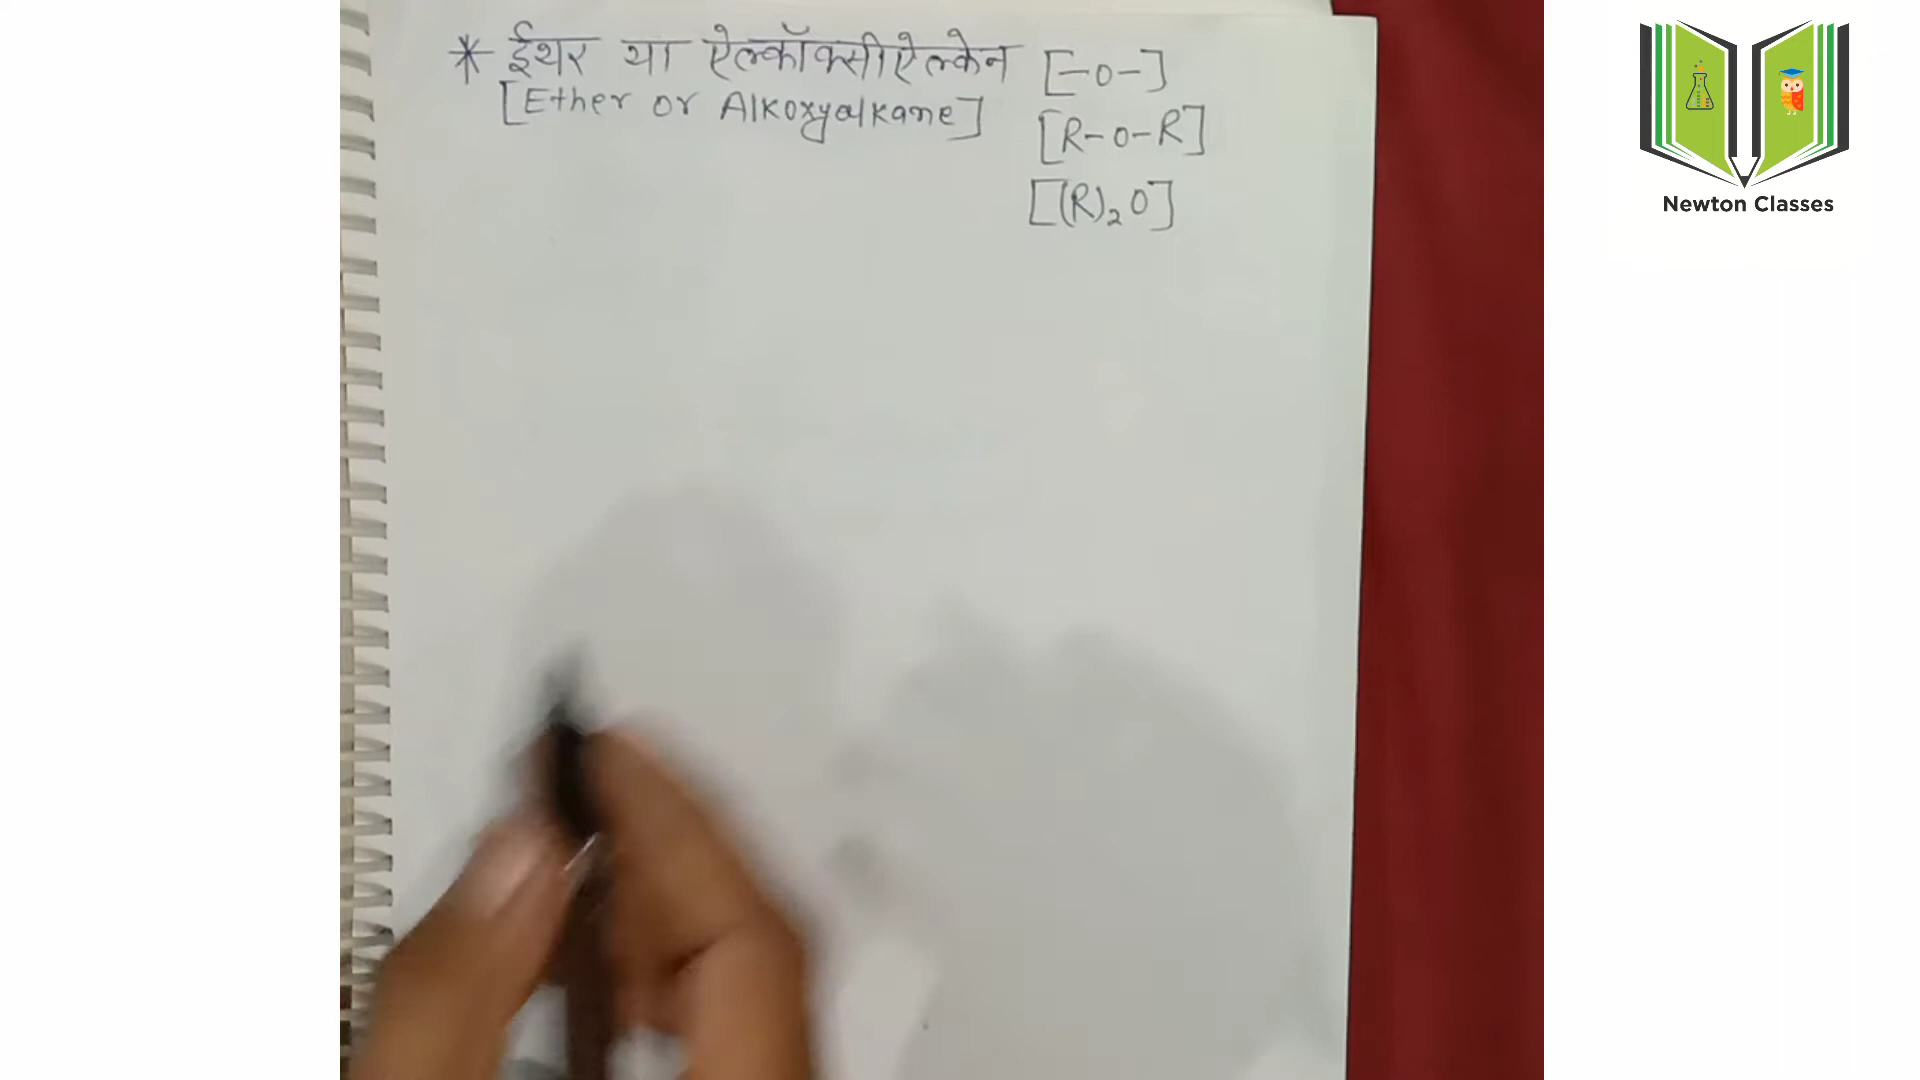 * ईथर या ऐल्कॉक्सीऐल्केन [-O-]
[Ether or Alkoxyalkane]
[R-O-R]
[(R)₂O]
Newton Classes